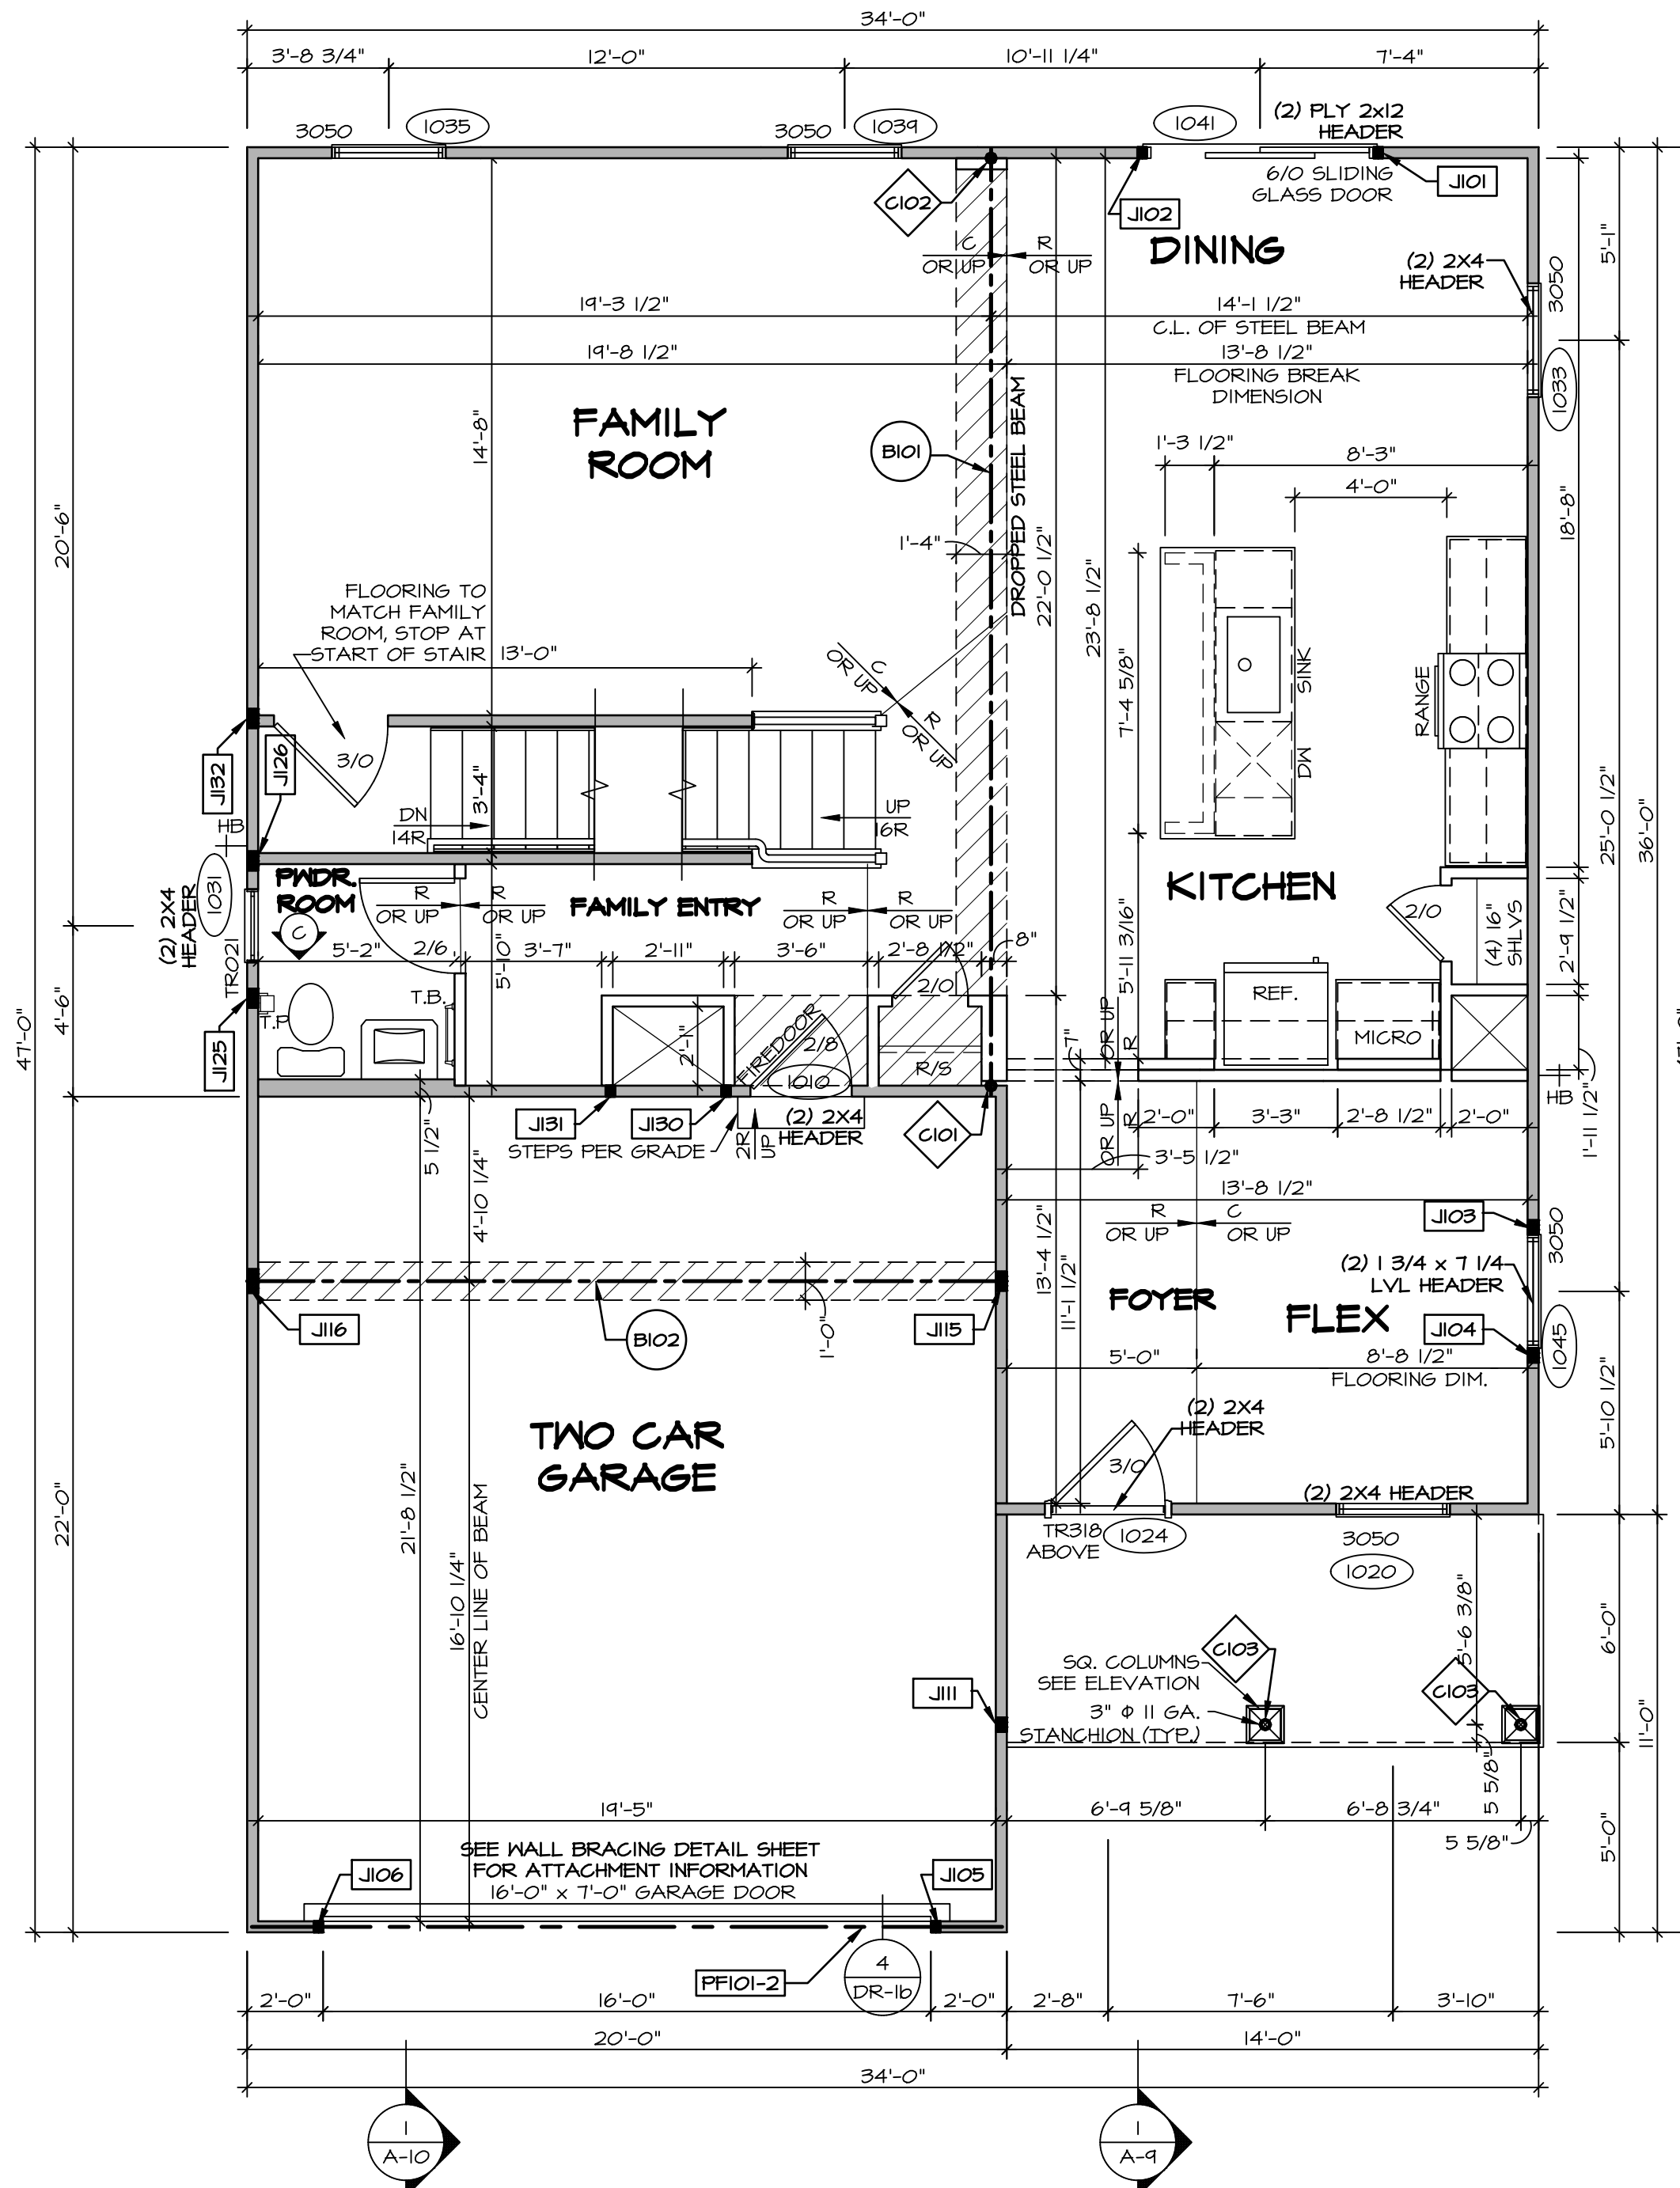 34'-0"
3'-8 3/4"
12'-0"
10'-11 1/4"
7'-4"
3050
1035
3050
1039
1041
(2) PLY 2x12
HEADER
6/0 SLIDING
GLASS DOOR
J101
C102
J102
DINING
C
OR UP
R
OR UP
(2) 2X4
HEADER
3050
5'-1"
19'-3 1/2"
14'-1 1/2"
C.L. OF STEEL BEAM
19'-8 1/2"
13'-8 1/2"
FLOORING BREAK
DIMENSION
1033
FAMILY
ROOM
14'-8"
B101
DROPPED STEEL BEAM
1'-3 1/2"
8'-3"
4'-0"
18'-8"
20'-6"
1'-4"
22'-0 1/2"
23'-8 1/2"
FLOORING TO
MATCH FAMILY
ROOM, STOP AT
START OF STAIR
13'-0"
C
OR UP
R
OR UP
7'-4 5/8"
SINK
DW
RANGE
25'-0 1/2"
36'-0"
3/0
J132
J126
HB
DN
14R
3'-4"
UP
16R
1031
(2) 2X4
HEADER
TR021
PWDR.
ROOM
C
R
OR UP
R
OR UP
FAMILY ENTRY
R
OR UP
R
OR UP
KITCHEN
2/0
(4) 16"
SHLVS
2'-9 1/2"
5'-2"
2/6
5'-10"
3'-7"
2'-11"
3'-6"
2'-8 1/2"
8"
5'-11 3/16"
2/0
T.B.
T.P
REF.
MICRO
4'-6"
47'-0"
J125
2'-1"
FIREDOOR
2/8
1010
R/S
7"
OR UP
R
OR UP
R
HB
1'-11 1/2"
J131
J130
(2) 2X4
HEADER
C101
STEPS PER GRADE
2R
UP
2'-0"
3'-3"
2'-8 1/2"
2'-0"
3'-5 1/2"
5 1/2"
4'-10 1/4"
13'-8 1/2"
R
OR UP
C
OR UP
J103
3050
13'-4 1/2"
11'-1 1/2"
(2) 1 3/4 x 7 1/4
LVL HEADER
FOYER
FLEX
J104
1045
J116
B102
1'-0"
J115
5'-0"
8'-8 1/2"
FLOORING DIM.
5'-10 1/2"
TWO CAR
GARAGE
(2) 2X4
HEADER
3/0
(2) 2X4 HEADER
TR318
ABOVE
1024
3050
1020
22'-0"
21'-8 1/2"
16'-10 1/4"
CENTER LINE OF BEAM
5'-6 3/8"
6'-0"
C103
C103
SQ. COLUMNS
SEE ELEVATION
3" Φ 11 GA.
STANCHION (TYP.)
J111
11'-0"
5 5/8"
19'-5"
6'-9 5/8"
6'-8 3/4"
5 5/8"
5'-0"
SEE WALL BRACING DETAIL SHEET
FOR ATTACHMENT INFORMATION
16'-0" x 7'-0" GARAGE DOOR
J106
J105
PF101-2
4
DR-1b
2'-0"
16'-0"
2'-0"
2'-8"
7'-6"
3'-10"
20'-0"
14'-0"
34'-0"
1
A-10
1
A-9